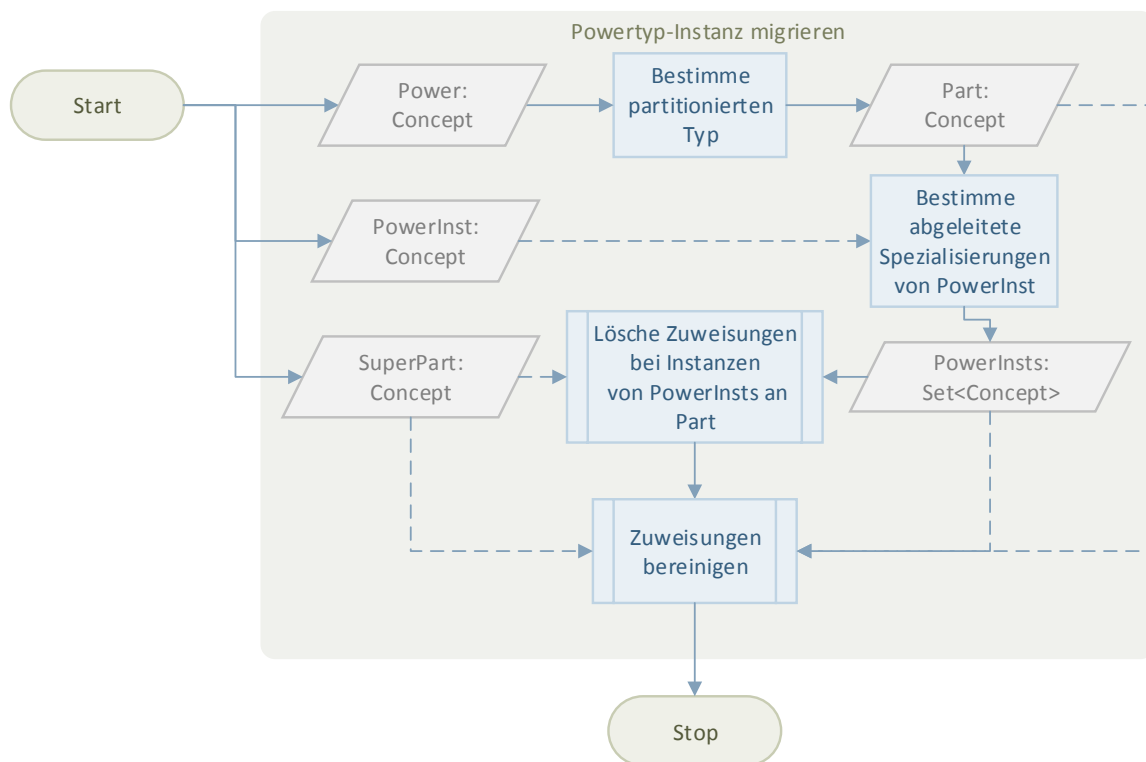 Powertyp-Instanz migrieren
Start
Power:
Concept
Bestimme
partitionierten
Typ
Part:
Concept
PowerInst:
Concept
Bestimme
abgeleitete
Spezialisierungen
von PowerInst
SuperPart:
Concept
Lösche Zuweisungen
bei Instanzen
von PowerInsts an
Part
PowerInsts:
Set<Concept>
Zuweisungen
bereinigen
Stop